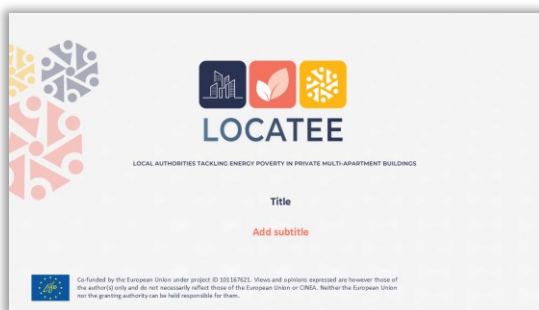 LOCATEE
LOCAL AUTHORITIES TACKLING ENERGY POVERTY IN PRIVATE MULTI-APARTMENT BUILDINGS
Title
Add subtitle
Co-funded by the European Union under project ID 101167621. Views and opinions expressed are however those of
the author(s) only and do not necessarily reflect those of the European Union or CINEA. Neither the European Union
nor the granting authority can be held responsible for them.